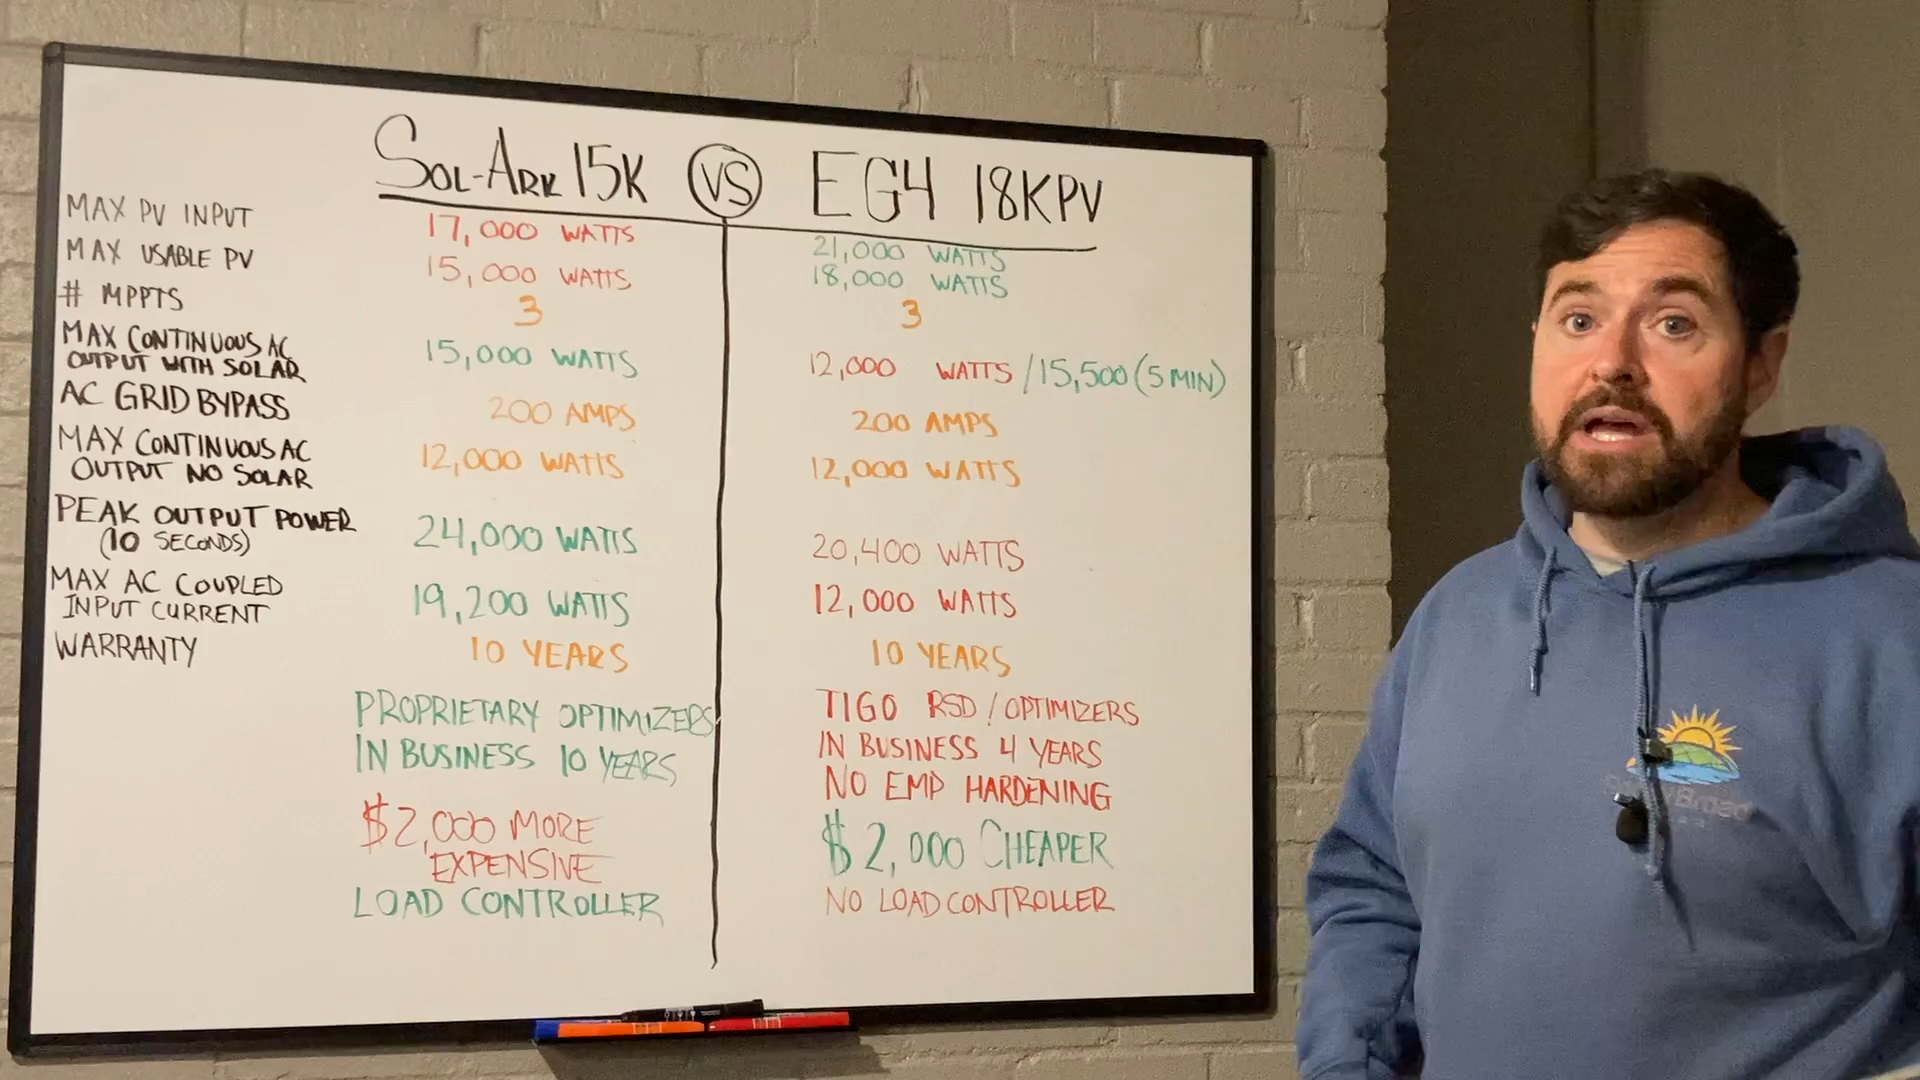 SOL-ARK 15K VS EG4 18KPV
MAX PV INPUT 17,000 WATTS 21,000 WATTS
MAX USABLE PV 15,000 WATTS 18,000 WATTS
# MPPTS 3 3
MAX CONTINUOUS AC
OUTPUT WITH SOLAR 15,000 WATTS 12,000 WATTS / 15,500 (5 MIN)
AC GRID BYPASS 200 AMPS 200 AMPS
MAX CONTINUOUS AC
OUTPUT NO SOLAR 12,000 WATTS 12,000 WATTS
PEAK OUTPUT POWER
(10 SECONDS) 24,000 WATTS 20,400 WATTS
MAX AC COUPLED
INPUT CURRENT 19,200 WATTS 12,000 WATTS
WARRANTY 10 YEARS 10 YEARS
PROPRIETARY OPTIMIZERS TIGO RSD / OPTIMIZERS
IN BUSINESS 10 YEARS IN BUSINESS 4 YEARS
NO EMP HARDENING
$2,000 MORE
EXPENSIVE $2,000 CHEAPER
LOAD CONTROLLER NO LOAD CONTROLLER